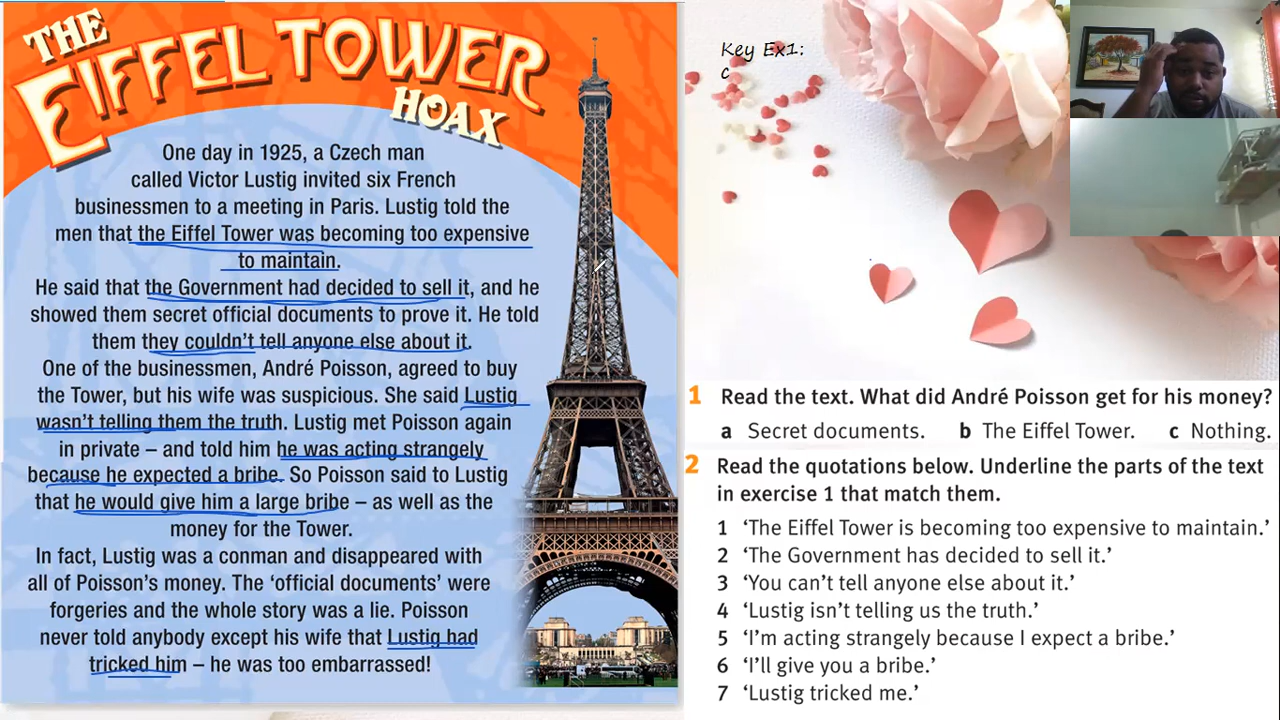 THE
EIFFEL TOWER
HOAX
One day in 1925, a Czech man
called Victor Lustig invited six French
businessmen to a meeting in Paris. Lustig told the
men that the Eiffel Tower was becoming too expensive
to maintain.
He said that the Government had decided to sell it, and he
showed them secret official documents to prove it. He told
them they couldn't tell anyone else about it.
One of the businessmen, André Poisson, agreed to buy
the Tower, but his wife was suspicious. She said Lustig
wasn't telling them the truth. Lustig met Poisson again
in private – and told him he was acting strangely
because he expected a bribe. So Poisson said to Lustig
that he would give him a large bribe – as well as the
money for the Tower.
In fact, Lustig was a conman and disappeared with
all of Poisson's money. The 'official documents' were
forgeries and the whole story was a lie. Poisson
never told anybody except his wife that Lustig had
tricked him – he was too embarrassed!
Key Ex1:
C
1 Read the text. What did André Poisson get for his money?
a Secret documents. b The Eiffel Tower. c Nothing.
2 Read the quotations below. Underline the parts of the text
in exercise 1 that match them.
1 'The Eiffel Tower is becoming too expensive to maintain.'
2 'The Government has decided to sell it.'
3 'You can't tell anyone else about it.'
4 'Lustig isn't telling us the truth.'
5 'I'm acting strangely because I expect a bribe.'
6 'I'll give you a bribe.'
7 'Lustig tricked me.'